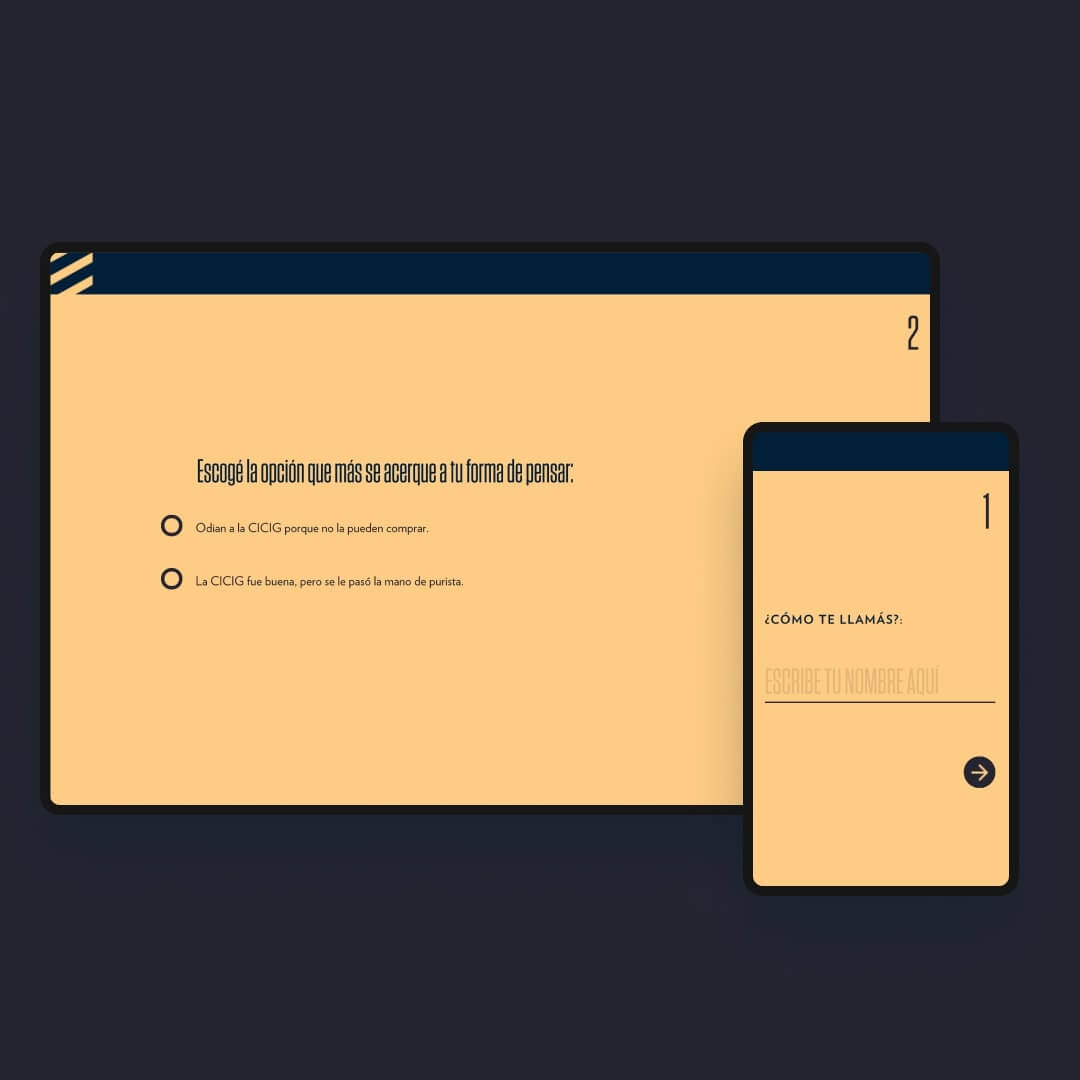 2
Escogé la opción que más se acerque a tu forma de pensar:
Odian a la CICIG porque no la pueden comprar.
La CICIG fue buena, pero se le pasó la mano de purista.
1
¿CÓMO TE LLAMÁS?:
ESCRIBE TU NOMBRE AQUÍ